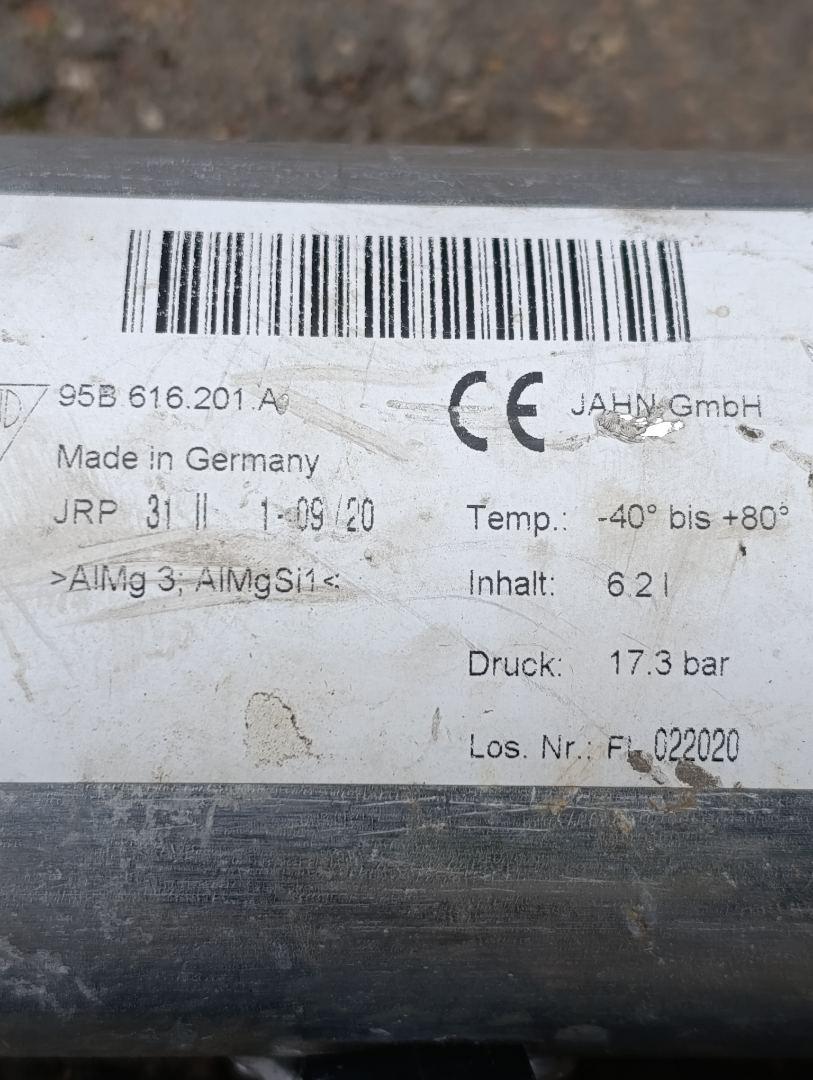 95B.616.201.A
Made in Germany
JRP 31 || 1-09/20
>AlMg 3; AlMgSi1<
CE JAHN GmbH
Temp.: -40° bis +80°
Inhalt: 6.2 l
Druck: 17.3 bar
Los. Nr.: FL 022020